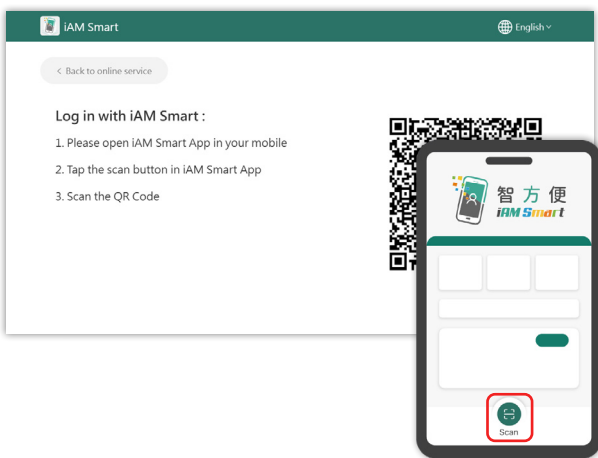 iAM Smart
English
< Back to online service
Log in with iAM Smart :
1. Please open iAM Smart App in your mobile
2. Tap the scan button in iAM Smart App
3. Scan the QR Code
智方便
iAM Smart
Scan